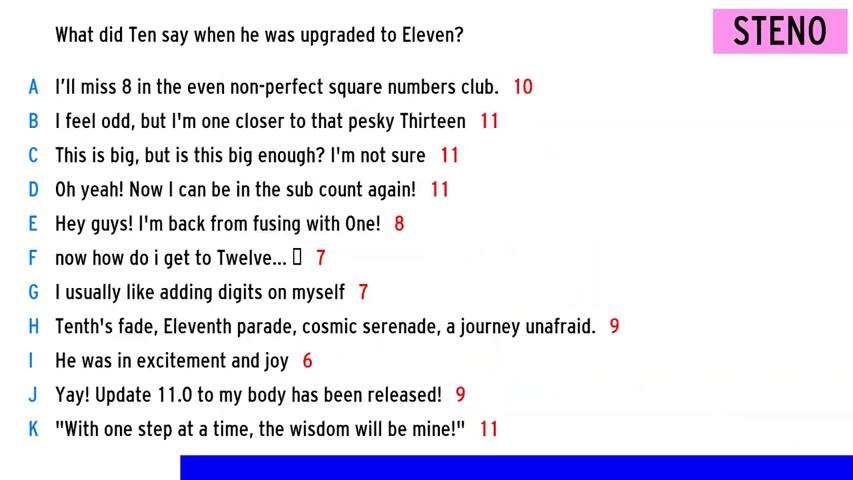 What did Ten say when he was upgraded to Eleven?
STENO
A I'll miss 8 in the even non-perfect square numbers club. 10
B I feel odd, but I'm one closer to that pesky Thirteen 11
C This is big, but is this big enough? I'm not sure 11
D Oh yeah! Now I can be in the sub count again! 11
E Hey guys! I'm back from fusing with One! 8
F now how do i get to Twelve... ▯ 7
G I usually like adding digits on myself 7
H Tenth's fade, Eleventh parade, cosmic serenade, a journey unafraid. 9
I He was in excitement and joy 6
J Yay! Update 11.0 to my body has been released! 9
K "With one step at a time, the wisdom will be mine!" 11